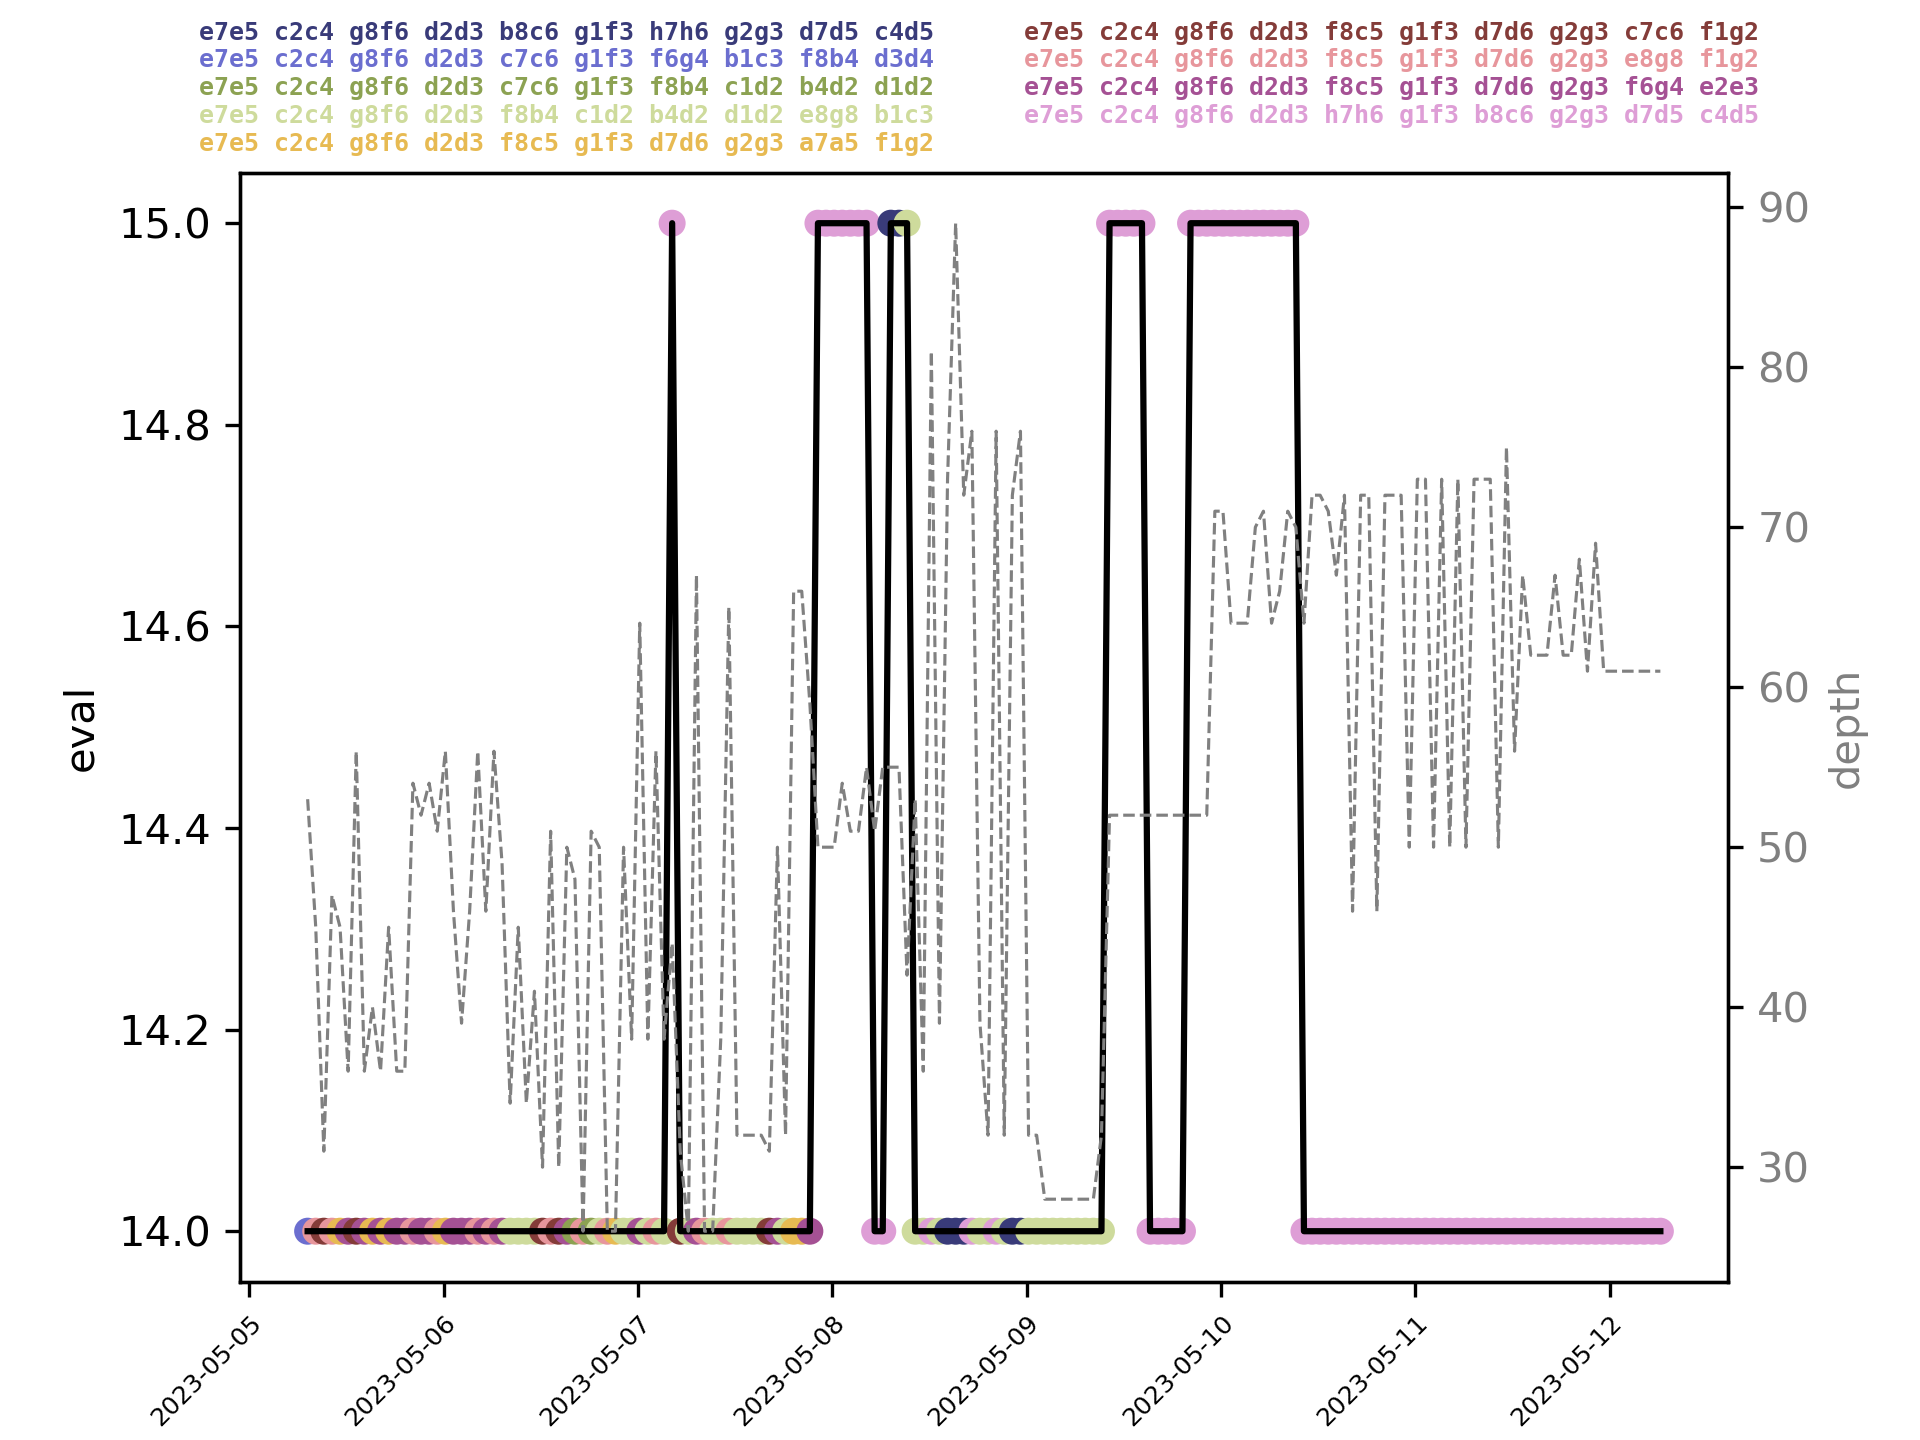 e7e5 c2c4 g8f6 d2d3 b8c6 g1f3 h7h6 g2g3 d7d5 c4d5
e7e5 c2c4 g8f6 d2d3 c7c6 g1f3 f6g4 b1c3 f8b4 d3d4
e7e5 c2c4 g8f6 d2d3 c7c6 g1f3 f8b4 c1d2 b4d2 d1d2
e7e5 c2c4 g8f6 d2d3 f8b4 c1d2 b4d2 d1d2 e8g8 b1c3
e7e5 c2c4 g8f6 d2d3 f8c5 g1f3 d7d6 g2g3 a7a5 f1g2
e7e5 c2c4 g8f6 d2d3 f8c5 g1f3 d7d6 g2g3 c7c6 f1g2
e7e5 c2c4 g8f6 d2d3 f8c5 g1f3 d7d6 g2g3 e8g8 f1g2
e7e5 c2c4 g8f6 d2d3 f8c5 g1f3 d7d6 g2g3 f6g4 e2e3
e7e5 c2c4 g8f6 d2d3 h7h6 g1f3 b8c6 g2g3 d7d5 c4d5
15.0
14.8
14.6
14.4
14.2
14.0
eval
90
80
70
60
50
40
30
depth
2023-05-05
2023-05-06
2023-05-07
2023-05-08
2023-05-09
2023-05-10
2023-05-11
2023-05-12